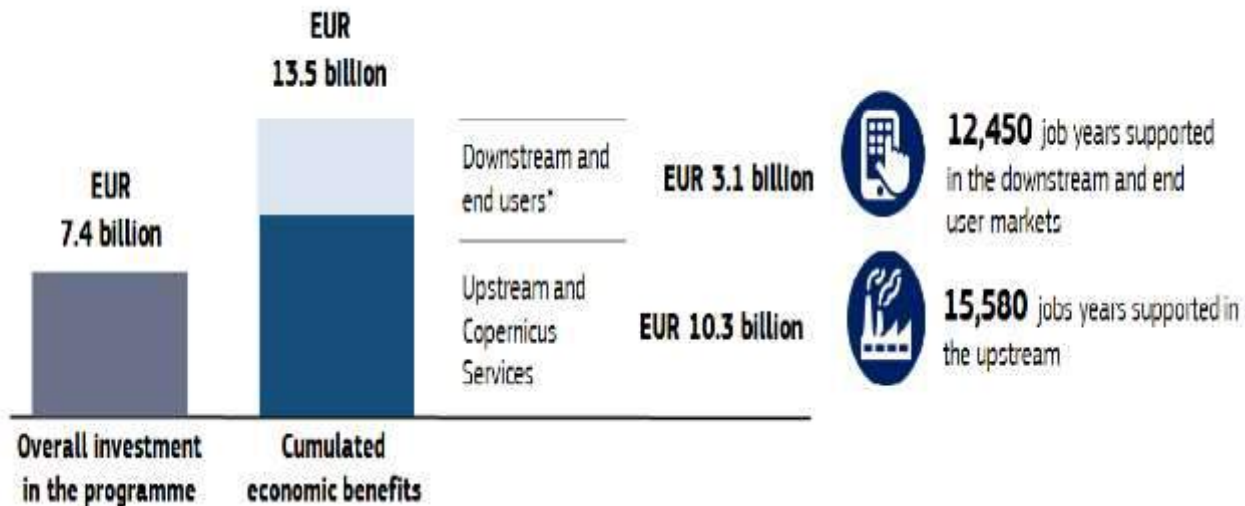 EUR
13.5 billion
EUR
7.4 billion
Downstream and
end users*
EUR 3.1 billion
12,450 job years supported
in the downstream and end
user markets
Upstream and
Copernicus
Services
EUR 10.3 billion
15,580 jobs years supported in
the upstream
Overall investment
in the programme
Cumulated
economic benefits